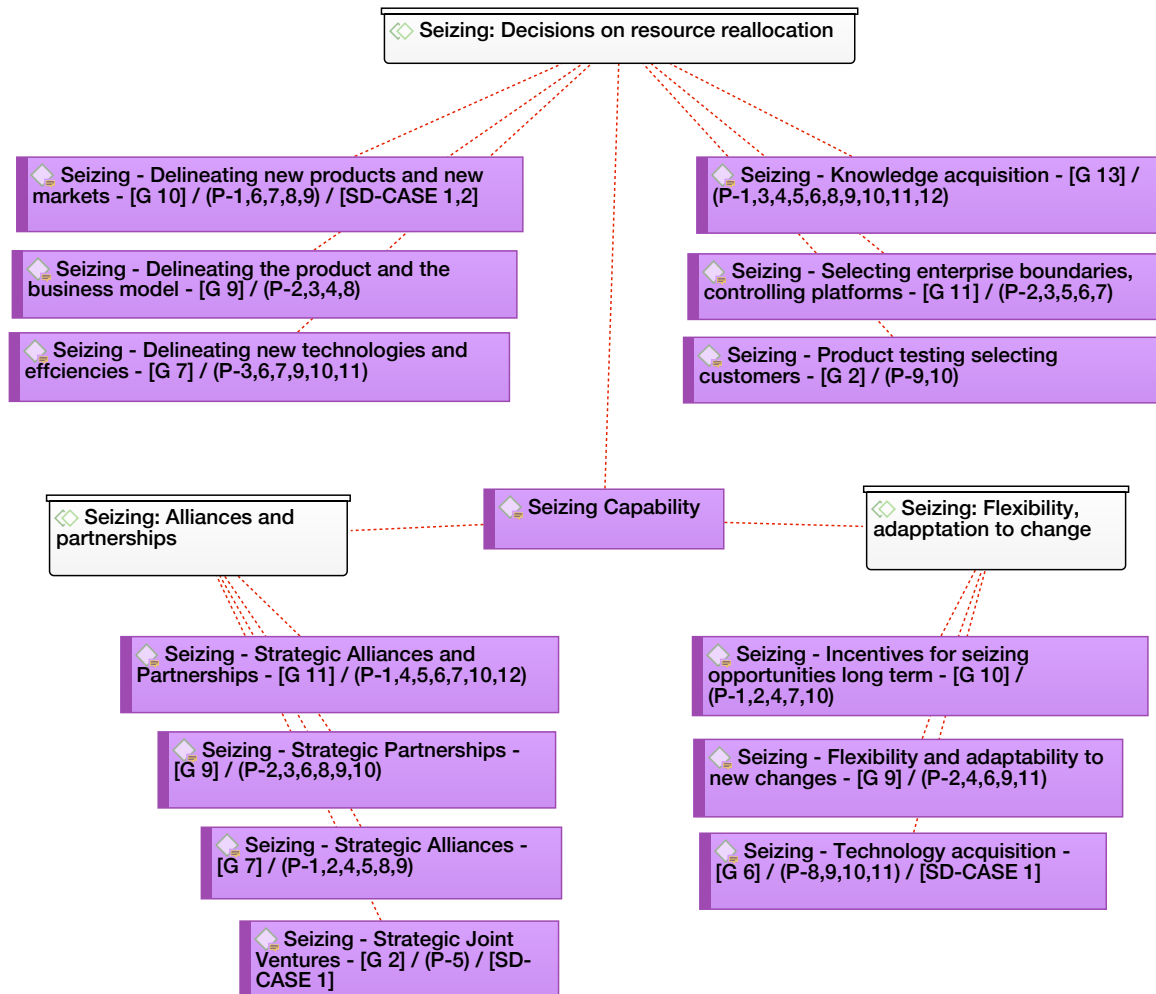 Seizing: Decisions on resource reallocation
Seizing - Delineating new products and new
markets - [G 10] / (P-1,6,7,8,9) / [SD-CASE 1,2]
Seizing - Delineating the product and the
business model - [G 9] / (P-2,3,4,8)
Seizing - Delineating new technologies and
effciencies - [G 7] / (P-3,6,7,9,10,11)
Seizing - Knowledge acquisition - [G 13] /
(P-1,3,4,5,6,8,9,10,11,12)
Seizing - Selecting enterprise boundaries,
controlling platforms - [G 11] / (P-2,3,5,6,7)
Seizing - Product testing selecting
customers - [G 2] / (P-9,10)
Seizing: Alliances and
partnerships
Seizing Capability
Seizing: Flexibility,
adapptation to change
Seizing - Strategic Alliances and
Partnerships - [G 11] / (P-1,4,5,6,7,10,12)
Seizing - Strategic Partnerships -
[G 9] / (P-2,3,6,8,9,10)
Seizing - Strategic Alliances -
[G 7] / (P-1,2,4,5,8,9)
Seizing - Strategic Joint
Ventures - [G 2] / (P-5) / [SD-
CASE 1]
Seizing - Incentives for seizing
opportunities long term - [G 10] /
(P-1,2,4,7,10)
Seizing - Flexibility and adaptability to
new changes - [G 9] / (P-2,4,6,9,11)
Seizing - Technology acquisition -
[G 6] / (P-8,9,10,11) / [SD-CASE 1]